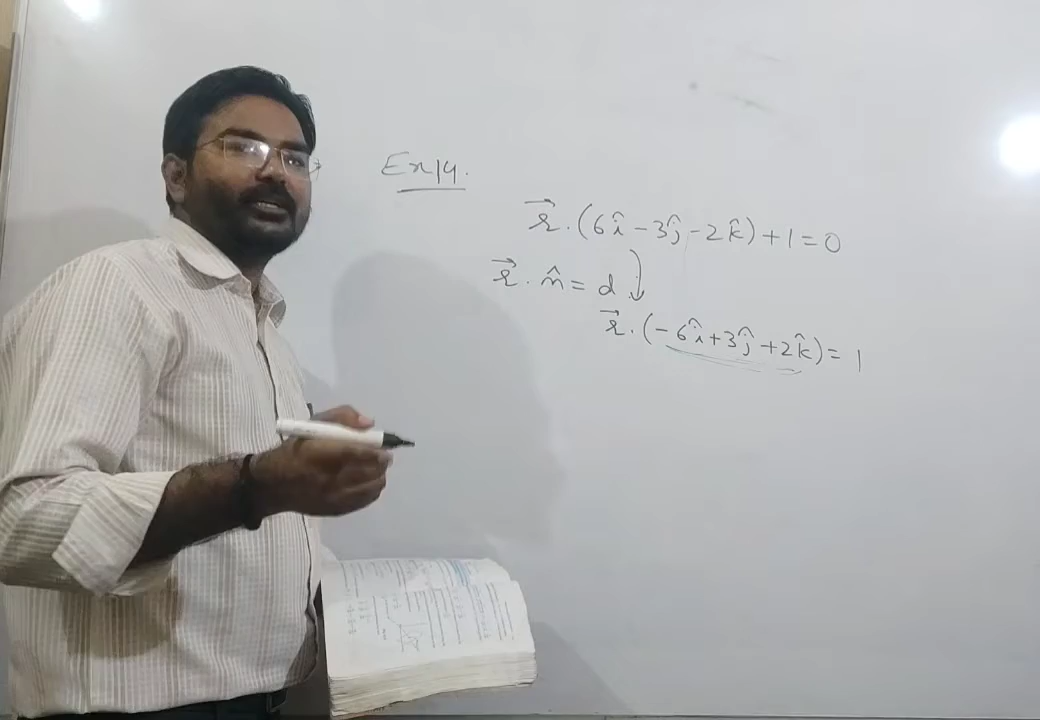 Ex 14.
r⃗.(6î-3ĵ-2k̂)+1=0
r⃗.n̂=d
r⃗.(-6î+3ĵ+2k̂)=1